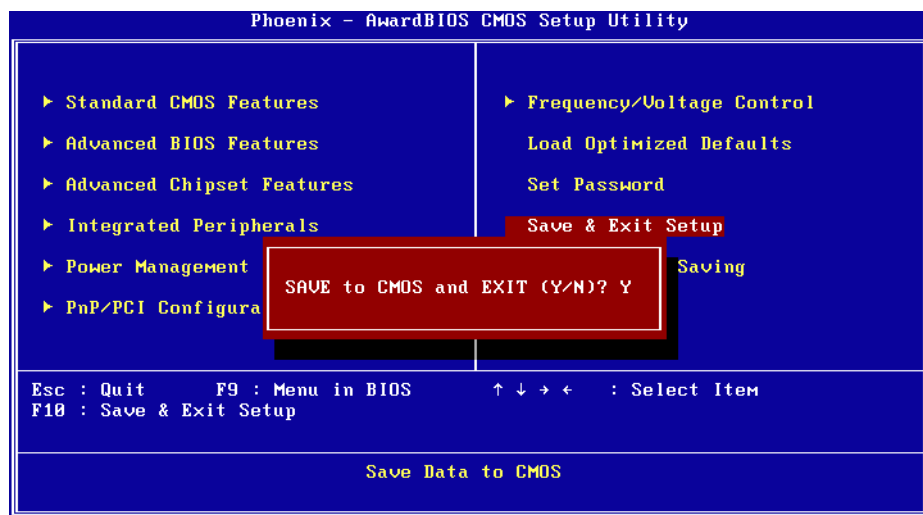 Phoenix - AwardBIOS CMOS Setup Utility
► Standard CMOS Features
► Advanced BIOS Features
► Advanced Chipset Features
► Integrated Peripherals
► Power Management
► PnP/PCI Configura
► Frequency/Voltage Control
Load Optimized Defaults
Set Password
Save & Exit Setup
Saving
SAVE to CMOS and EXIT (Y/N)? Y
Esc : Quit F9 : Menu in BIOS ↑ ↓ → ← : Select Item
F10 : Save & Exit Setup
Save Data to CMOS